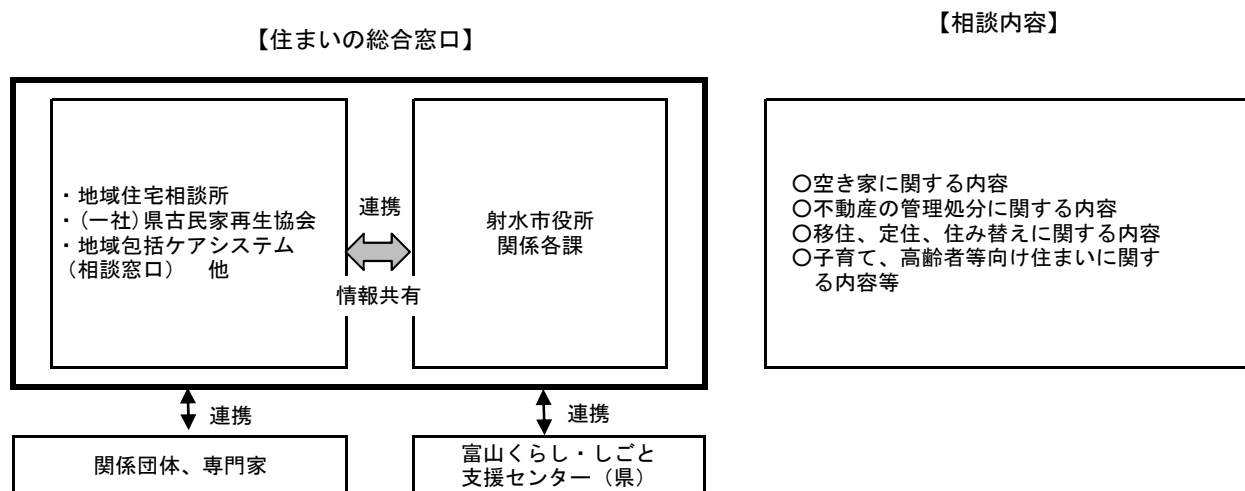 【住まいの総合窓口】
【相談内容】
・地域住宅相談所
・(一社)県古民家再生協会
・地域包括ケアシステム
(相談窓口) 他
連携
情報共有
射水市役所
関係各課
○空き家に関する内容
○不動産の管理処分に関する内容
○移住、定住、住み替えに関する内容
○子育て、高齢者等向け住まいに関す
る内容等
連携
連携
関係団体、専門家
富山くらし・しごと
支援センター(県)